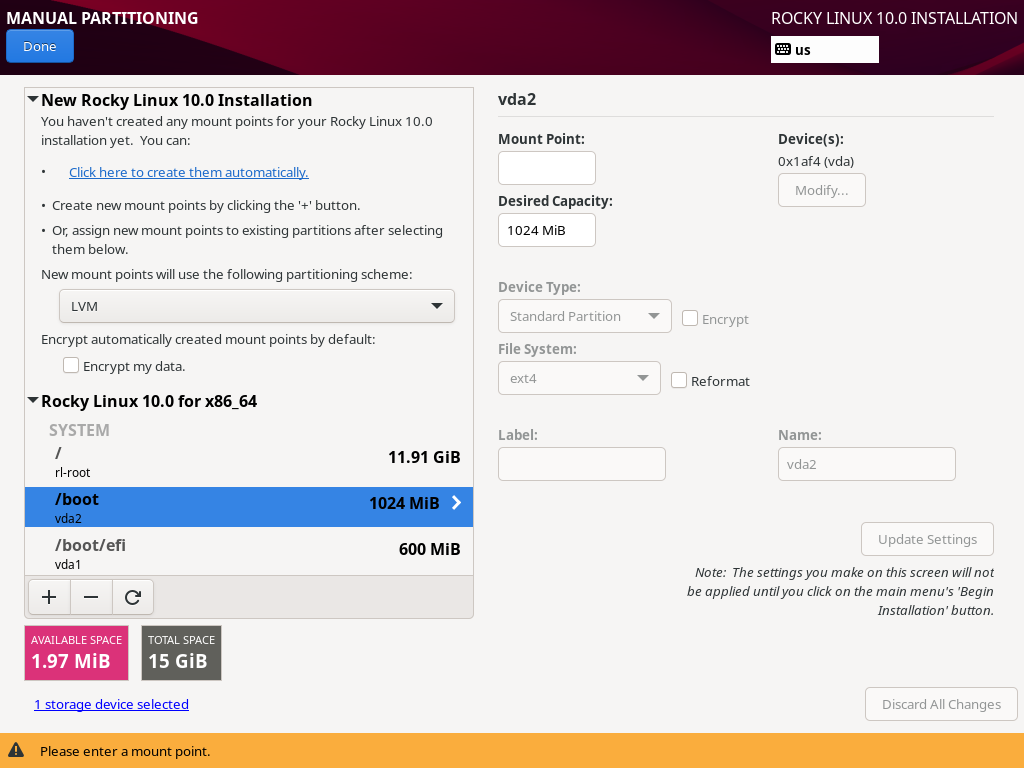 MANUAL PARTITIONING
ROCKY LINUX 10.0 INSTALLATION
Done
us
New Rocky Linux 10.0 Installation
You haven't created any mount points for your Rocky Linux 10.0
installation yet.  You can:
• Click here to create them automatically.
• Create new mount points by clicking the '+' button.
• Or, assign new mount points to existing partitions after selecting
them below.
New mount points will use the following partitioning scheme:
LVM
Encrypt automatically created mount points by default:
Encrypt my data.
Rocky Linux 10.0 for x86_64
SYSTEM
/
11.91 GiB
rl-root
/boot
1024 MiB
vda2
/boot/efi
600 MiB
vda1
AVAILABLE SPACE
1.97 MiB
TOTAL SPACE
15 GiB
1 storage device selected
vda2
Mount Point:
Device(s):
0x1af4 (vda)
Modify...
Desired Capacity:
1024 MiB
Device Type:
Standard Partition
Encrypt
File System:
ext4
Reformat
Label:
Name:
vda2
Update Settings
Note:  The settings you make on this screen will not
be applied until you click on the main menu's 'Begin
Installation' button.
Discard All Changes
Please enter a mount point.